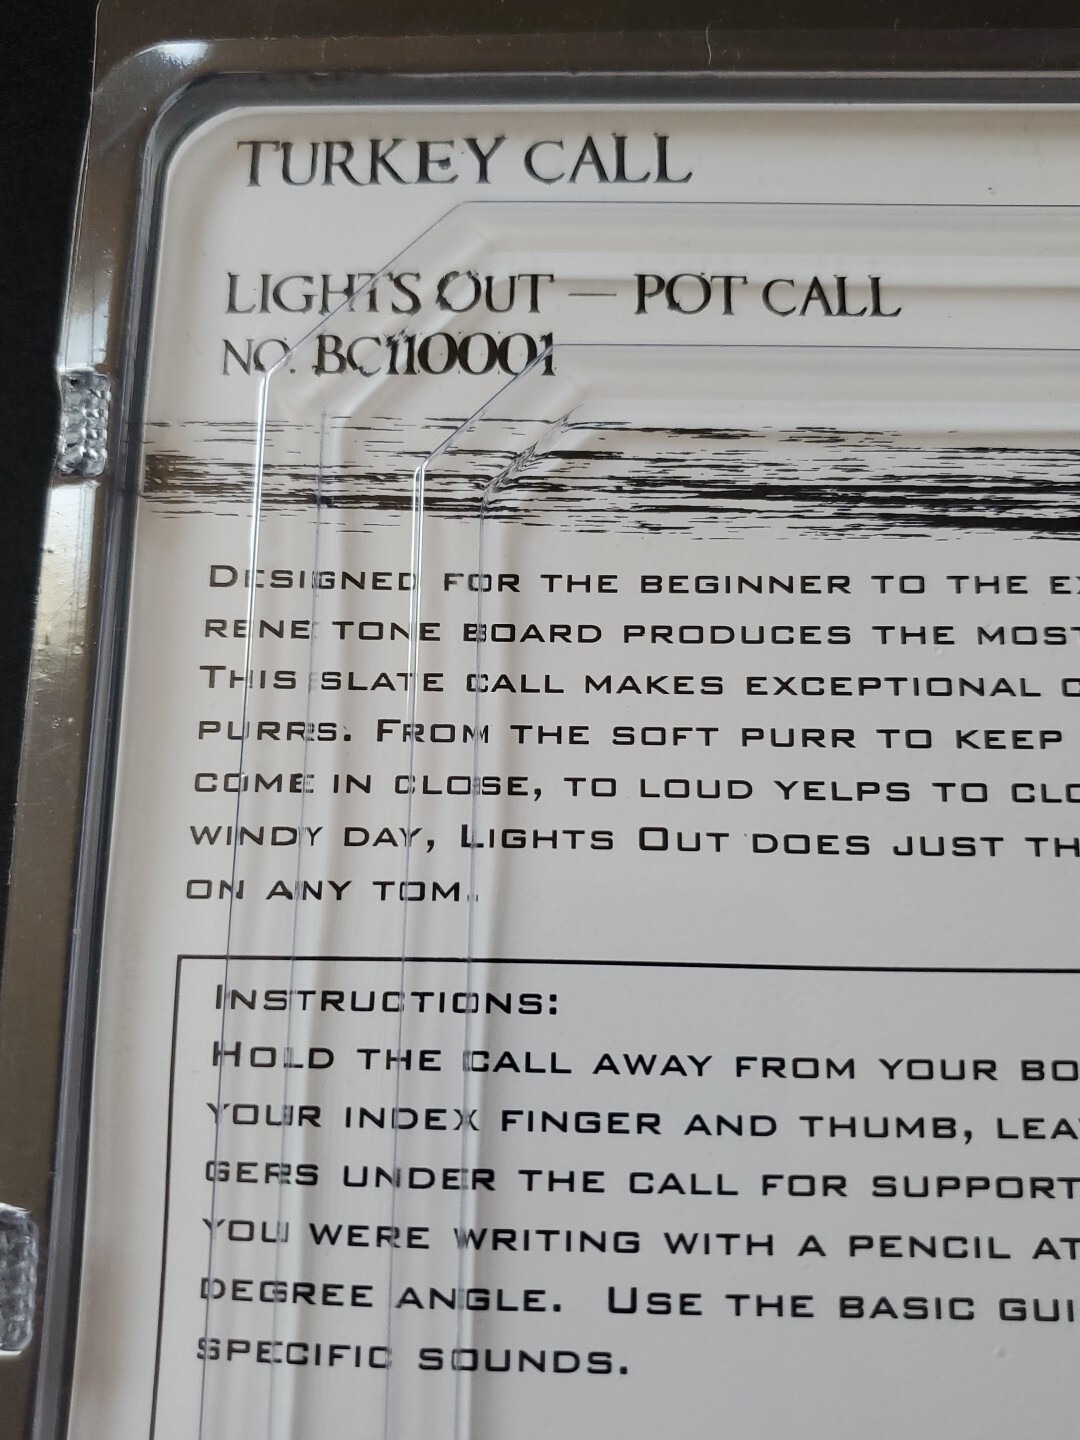 TURKEY CALL
LIGHTS OUT — POT CALL
NO. BC110001
DESIGNED FOR THE BEGINNER TO THE
RENE TONE BOARD PRODUCES THE MOST
THIS SLATE CALL MAKES EXCEPTIONAL
PURRS. FROM THE SOFT PURR TO KEEP
COME IN CLOSE, TO LOUD YELPS TO
WINDY DAY, LIGHTS OUT DOES JUST
ON ANY TOM.
INSTRUCTIONS:
HOLD THE CALL AWAY FROM YOUR
YOUR INDEX FINGER AND THUMB,
GERS UNDER THE CALL FOR SUPPORT
YOU WERE WRITING WITH A PENCIL AT
DEGREE ANGLE. USE THE BASIC
SPECIFIC SOUNDS.